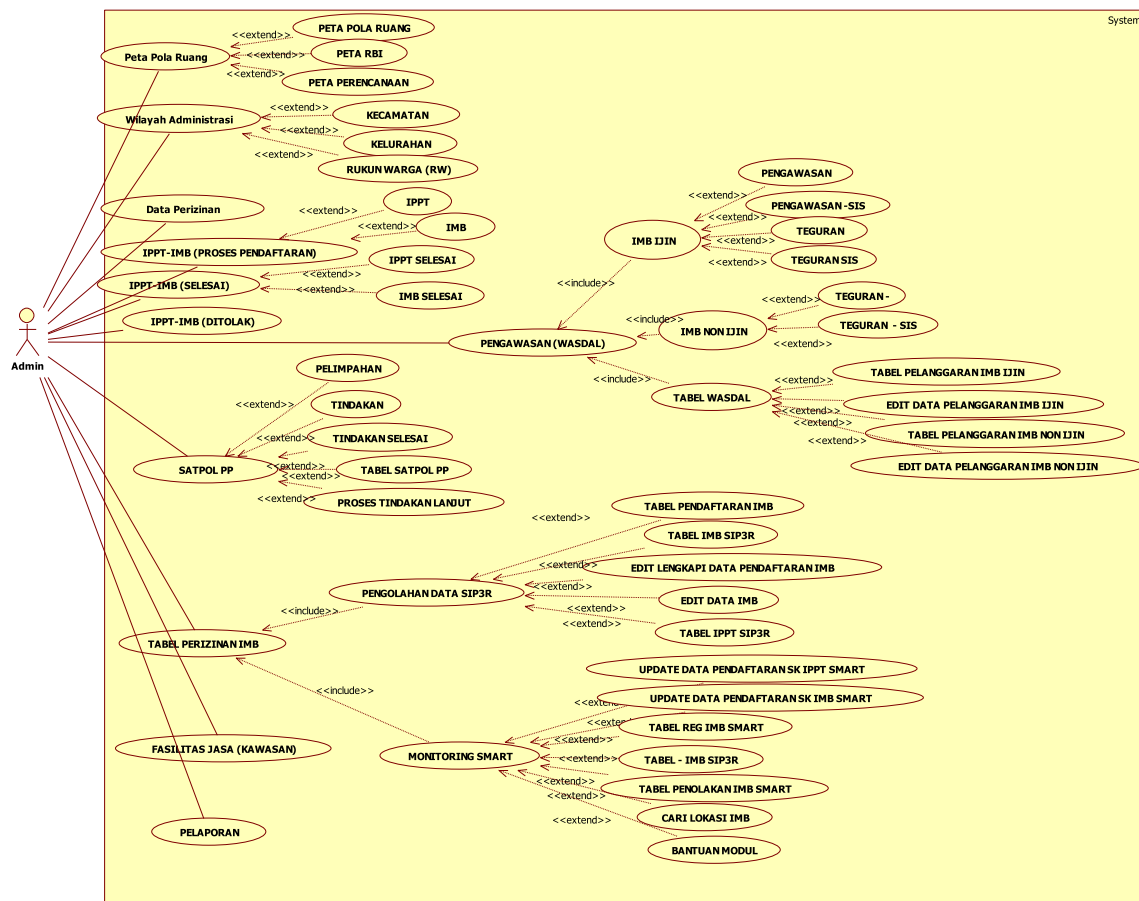 System
PETA POLA RUANG
<<extend>>
Peta Pola Ruang
<<extend>>
PETA RBI
<<extend>>
PETA PERENCANAAN
Wilayah Administrasi
<<extend>>
KECAMATAN
<<extend>>
KELURAHAN
<<extend>>
RUKUN WARGA (RW)
Data Perizinan
<<extend>>
IPPT
IPPT-IMB (PROSES PENDAFTARAN)
<<extend>>
IMB
IPPT-IMB (SELESAI)
<<extend>>
IPPT SELESAI
<<extend>>
IMB SELESAI
IPPT-IMB (DITOLAK)
Admin
PENGAWASAN (WASDAL)
<<include>>
IMB IJIN
<<extend>>
PENGAWASAN
<<extend>>
PENGAWASAN -SIS
<<extend>>
TEGURAN
<<extend>>
TEGURAN SIS
<<include>>
IMB NON IJIN
<<extend>>
TEGURAN -
<<extend>>
TEGURAN - SIS
<<include>>
TABEL WASDAL
<<extend>>
TABEL PELANGGARAN IMB IJIN
<<extend>>
EDIT DATA PELANGGARAN IMB IJIN
<<extend>>
TABEL PELANGGARAN IMB NON IJIN
<<extend>>
EDIT DATA PELANGGARAN IMB NON IJIN
SATPOL PP
<<extend>>
PELIMPAHAN
<<extend>>
TINDAKAN
<<extend>>
TINDAKAN SELESAI
<<extend>>
TABEL SATPOL PP
<<extend>>
PROSES TINDAKAN LANJUT
TABEL PERIZINAN IMB
<<include>>
PENGOLAHAN DATA SIP3R
<<extend>>
TABEL PENDAFTARAN IMB
<<extend>>
TABEL IMB SIP3R
<<extend>>
EDIT LENGKAPI DATA PENDAFTARAN IMB
<<extend>>
EDIT DATA IMB
<<extend>>
TABEL IPPT SIP3R
<<include>>
MONITORING SMART
UPDATE DATA PENDAFTARAN SK IPPT SMART
UPDATE DATA PENDAFTARAN SK IMB SMART
<<extend>>
TABEL REG IMB SMART
<<extend>>
TABEL - IMB SIP3R
<<extend>>
TABEL PENOLAKAN IMB SMART
<<extend>>
CARI LOKASI IMB
<<extend>>
BANTUAN MODUL
<<extend>>
FASILITAS JASA (KAWASAN)
PELAPORAN